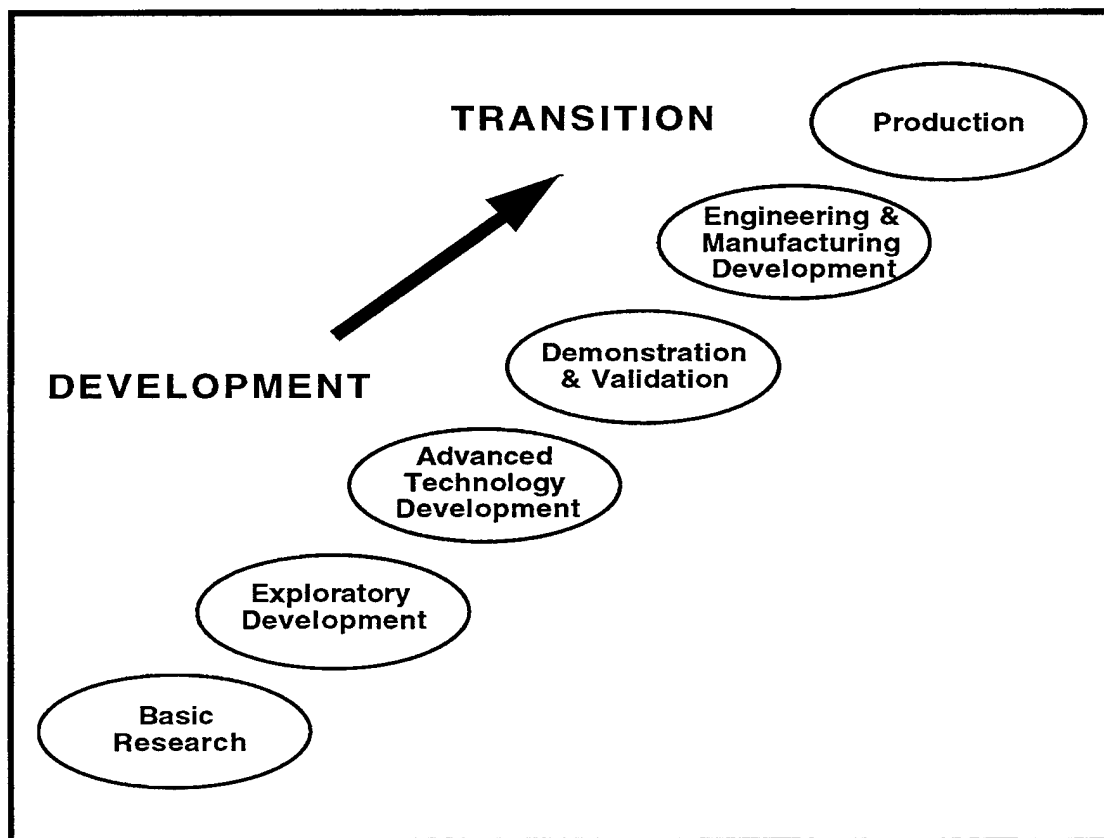 TRANSITION
Production
Engineering &
Manufacturing
Development
Demonstration
& Validation
DEVELOPMENT
Advanced
Technology
Development
Exploratory
Development
Basic
Research